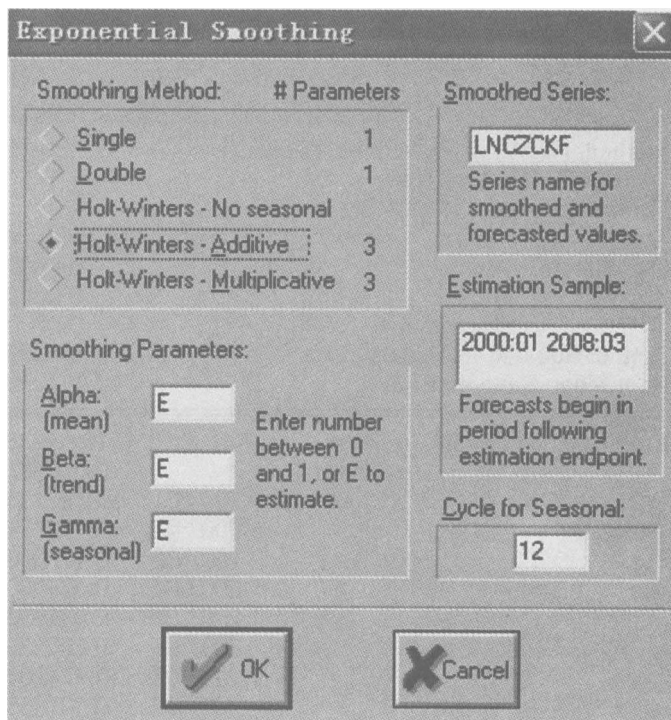 Exponential Smoothing
Smoothing Method: # Parameters
Single 1
Double 1
Holt-Winters - No seasonal
Holt-Winters - Additive 3
Holt-Winters - Multiplicative 3
Smoothing Parameters:
Alpha:
(mean)
E
Beta:
(trend)
E
Gamma:
(seasonal)
E
Enter number
between 0
and 1, or E to
estimate.
Smoothed Series:
LNCZCKF
Series name for
smoothed and
forecasted values.
Estimation Sample:
2000:01 2008:03
Forecasts begin in
period following
estimation endpoint.
Cycle for Seasonal:
12
OK
Cancel